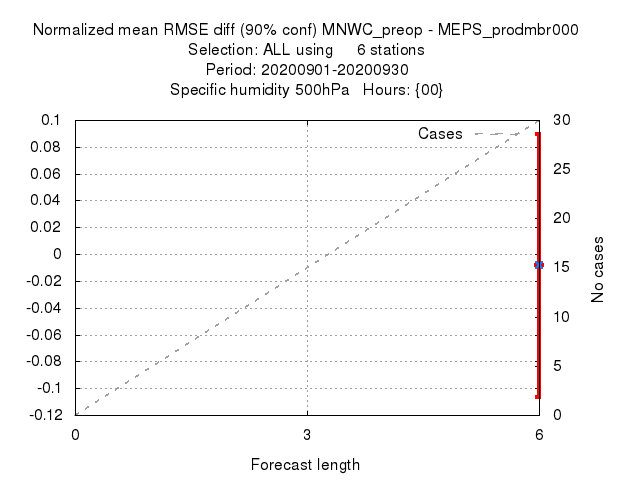 Normalized mean RMSE diff (90% conf) MNWC_preop - MEPS_prodmbr000
Selection: ALL using 6 stations
Period: 20200901-20200930
Specific humidity 500hPa Hours: {00}
Cases
0.1
0.08
0.06
0.04
0.02
0
-0.02
-0.04
-0.06
-0.08
-0.1
-0.12
30
25
20
15
10
5
0
No cases
0 3 6
Forecast length